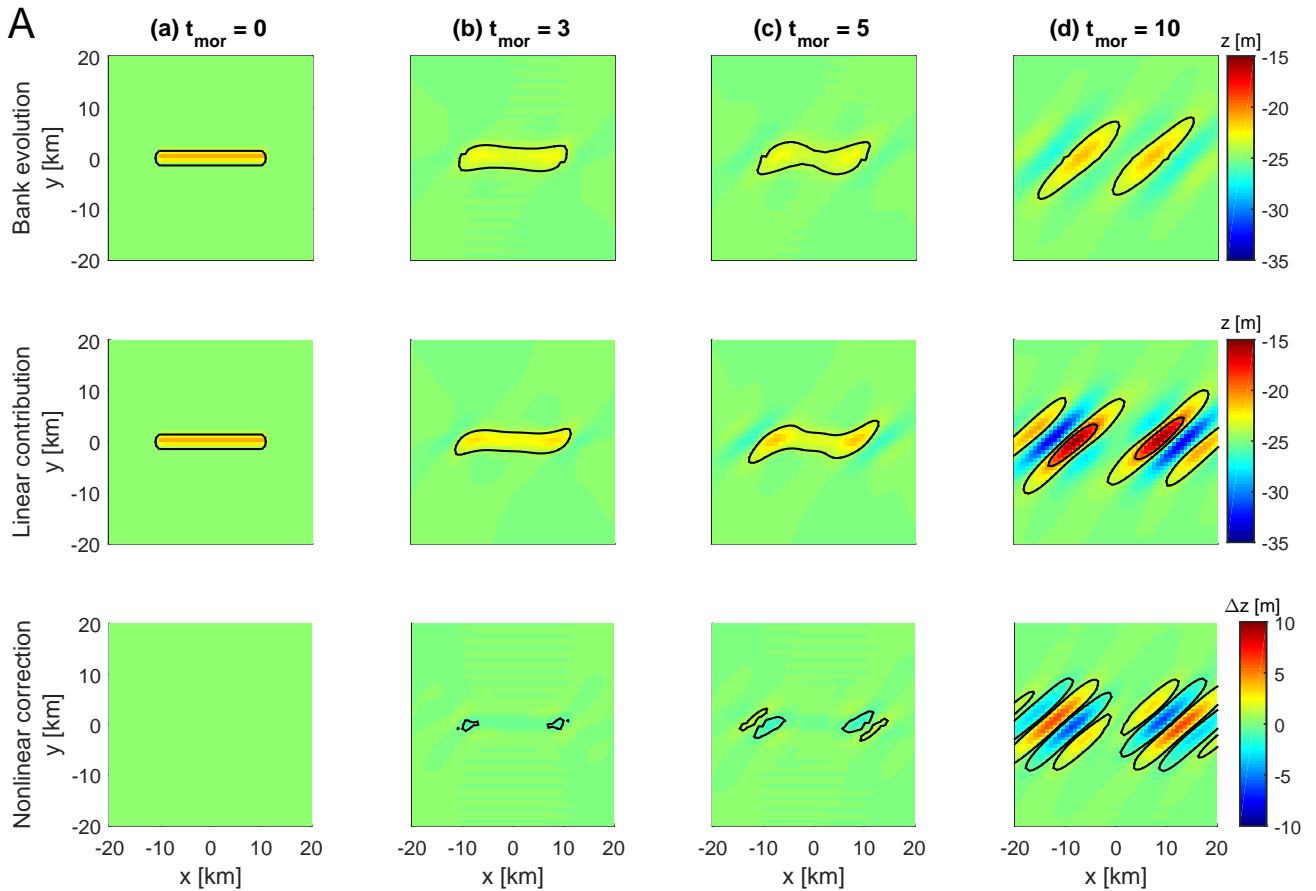 A
(a) t_mor = 0
(b) t_mor = 3
(c) t_mor = 5
(d) t_mor = 10
Bank evolution
y [km]
20
10
0
-10
-20
z [m]
-15
-20
-25
-30
-35
Linear contribution
y [km]
20
10
0
-10
-20
z [m]
-15
-20
-25
-30
-35
Nonlinear correction
y [km]
20
10
0
-10
-20
Δz [m]
10
5
0
-5
-10
-20 -10 0 10 20
x [km]
-20 -10 0 10 20
x [km]
-20 -10 0 10 20
x [km]
-20 -10 0 10 20
x [km]